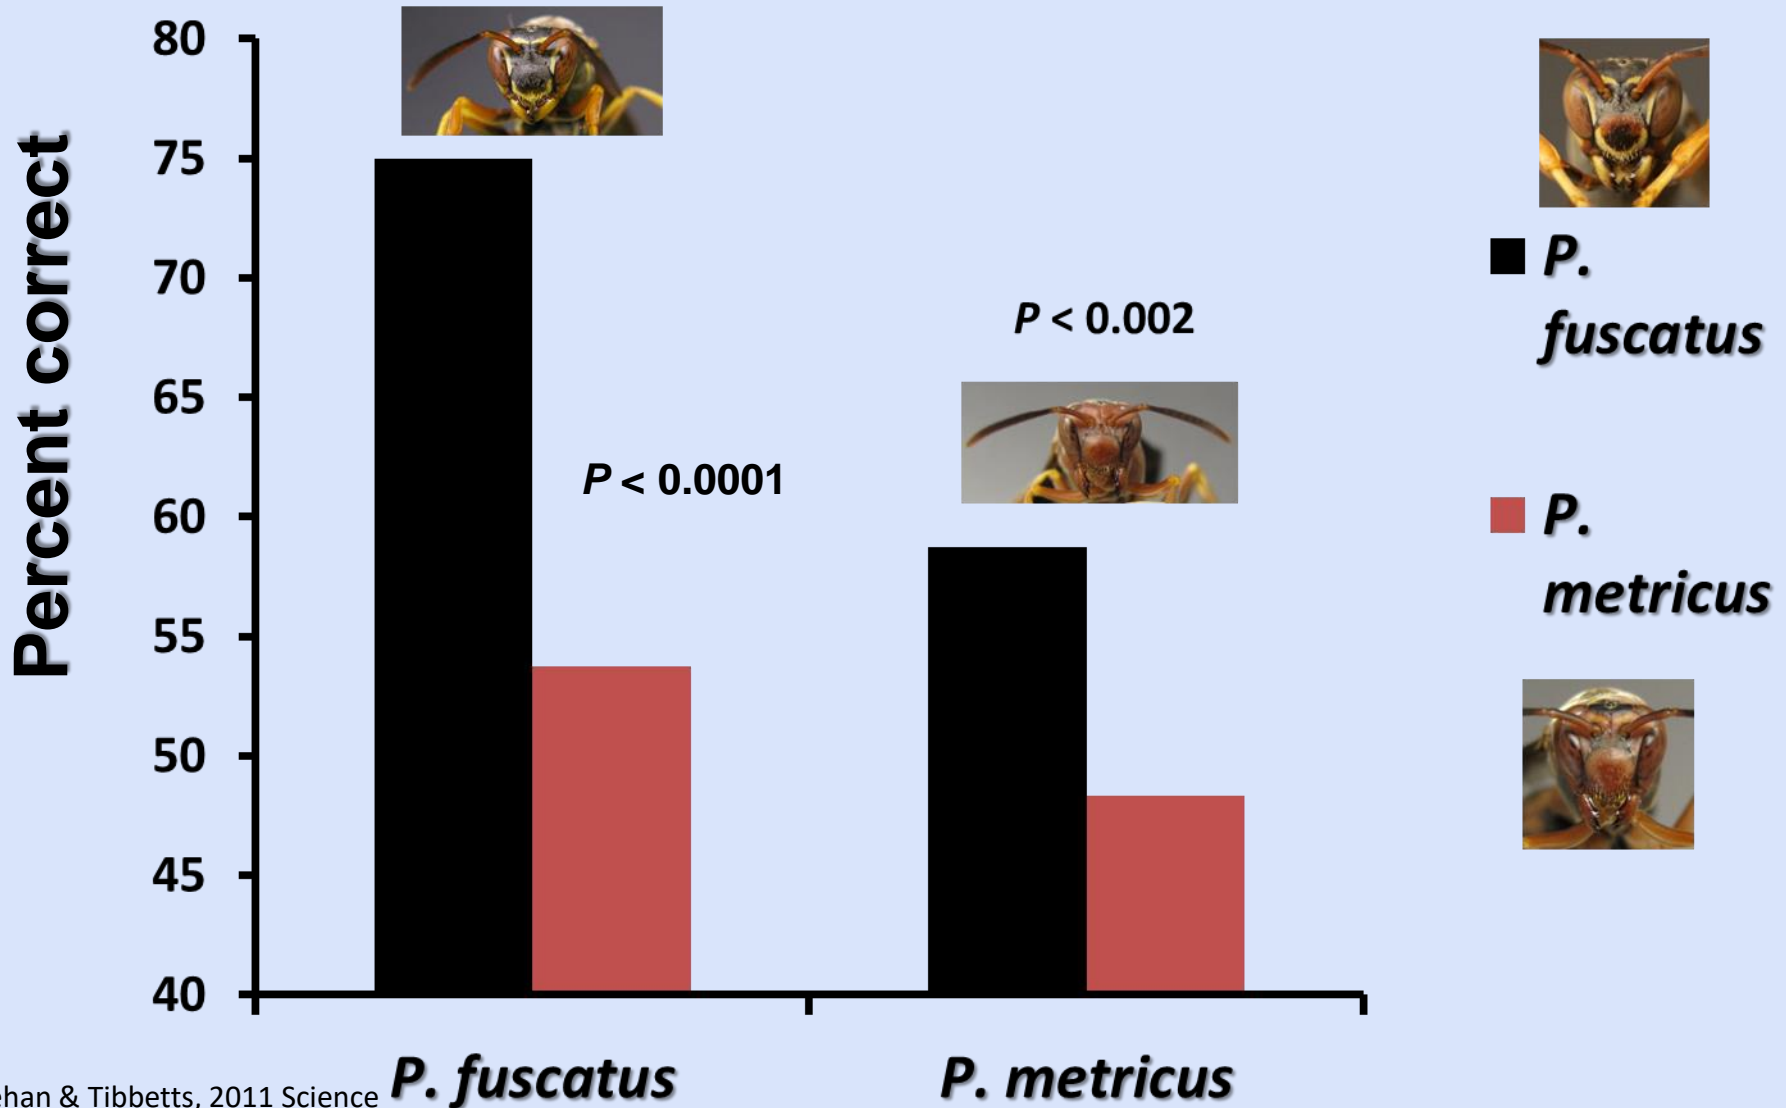 Percent correct
80
75
70
65
60
55
50
45
40
P < 0.0001
P < 0.002
P. fuscatus
P. metricus
P.
fuscatus
P.
metricus
& Tibbetts, 2011 Science